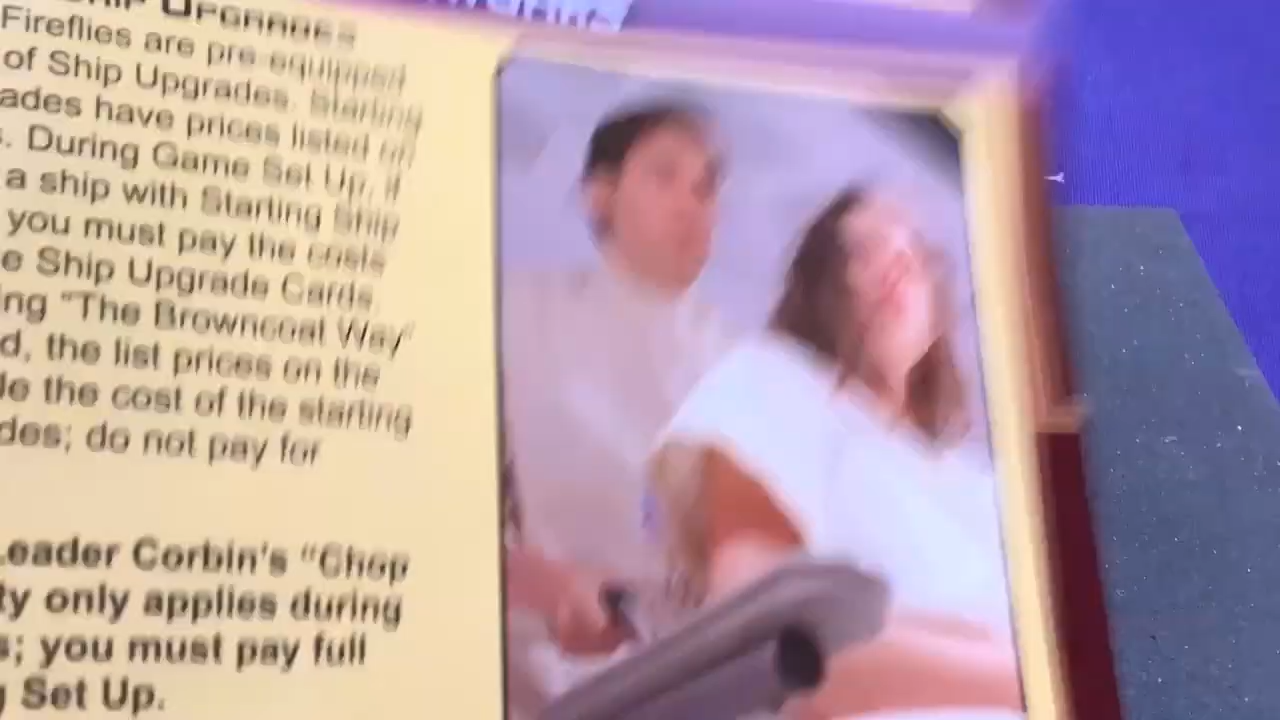 Ship Upgrades
Fireflies are pre-equipped
of Ship Upgrades. Starting
ades have prices listed on
s. During Game Set Up, if
a ship with Starting Ship
you must pay the costs
e Ship Upgrade Cards.
ing "The Browncoat Way"
d, the list prices on the
de the cost of the starting
des; do not pay for
Leader Corbin's "Chop
ty only applies during
s; you must pay full
g Set Up.